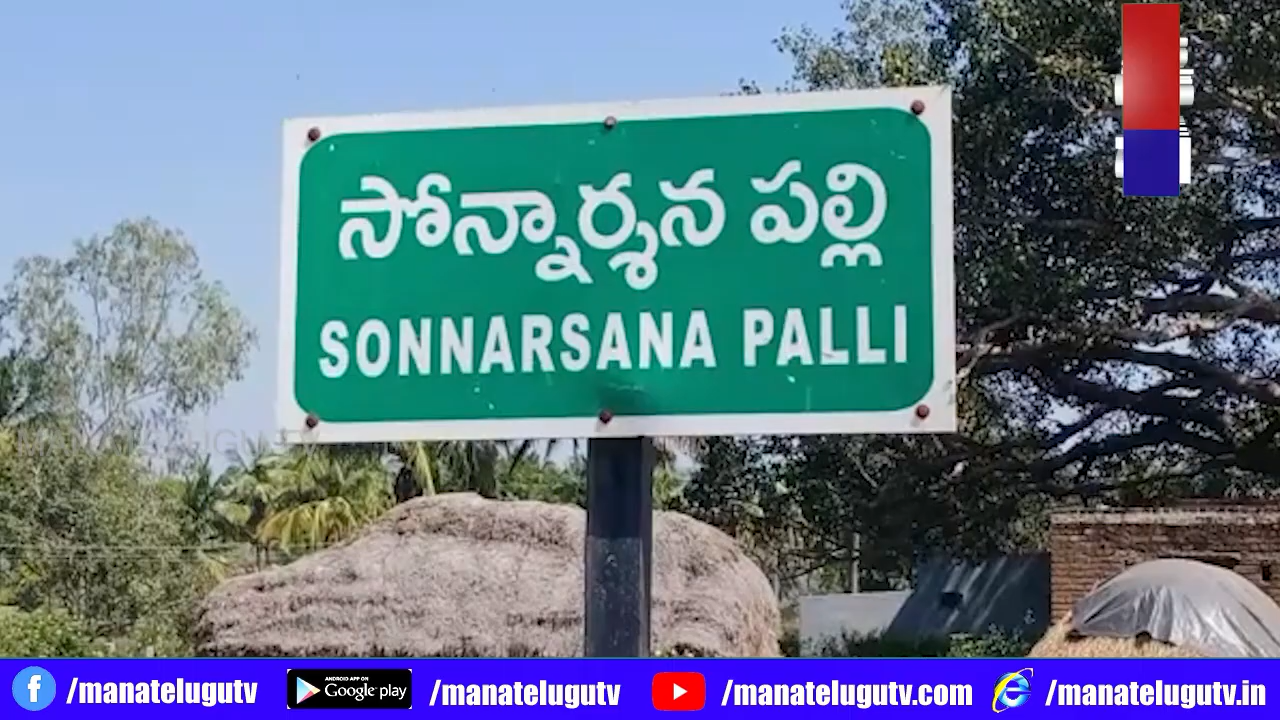 సోన్నార్శన పల్లి
SONNARSANA PALLI
/manatelugutv
ANDROID APP ON
Google play
/manatelugutv
/manatelugutv.com
/manatelugutv.in